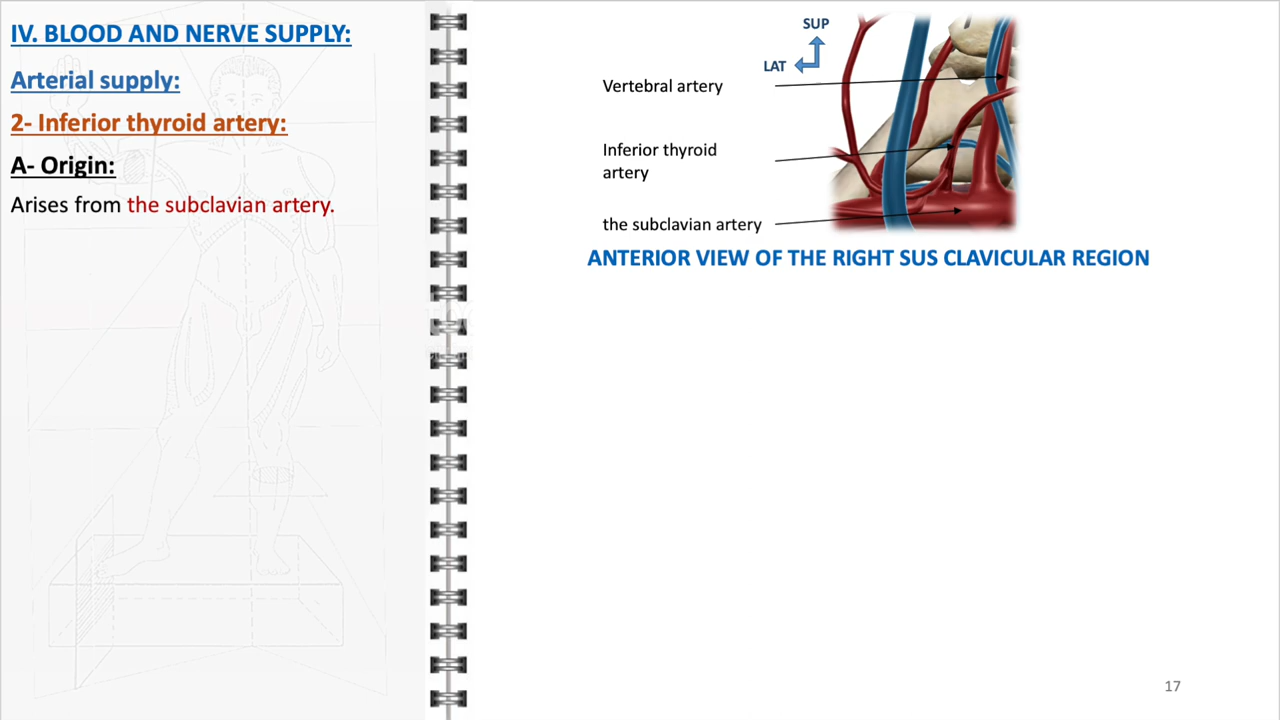 IV. BLOOD AND NERVE SUPPLY:
Arterial supply:
2- Inferior thyroid artery:
A- Origin:
Arises from the subclavian artery.
SUP
LAT
Vertebral artery
Inferior thyroid
artery
the subclavian artery
ANTERIOR VIEW OF THE RIGHT SUS CLAVICULAR REGION
17